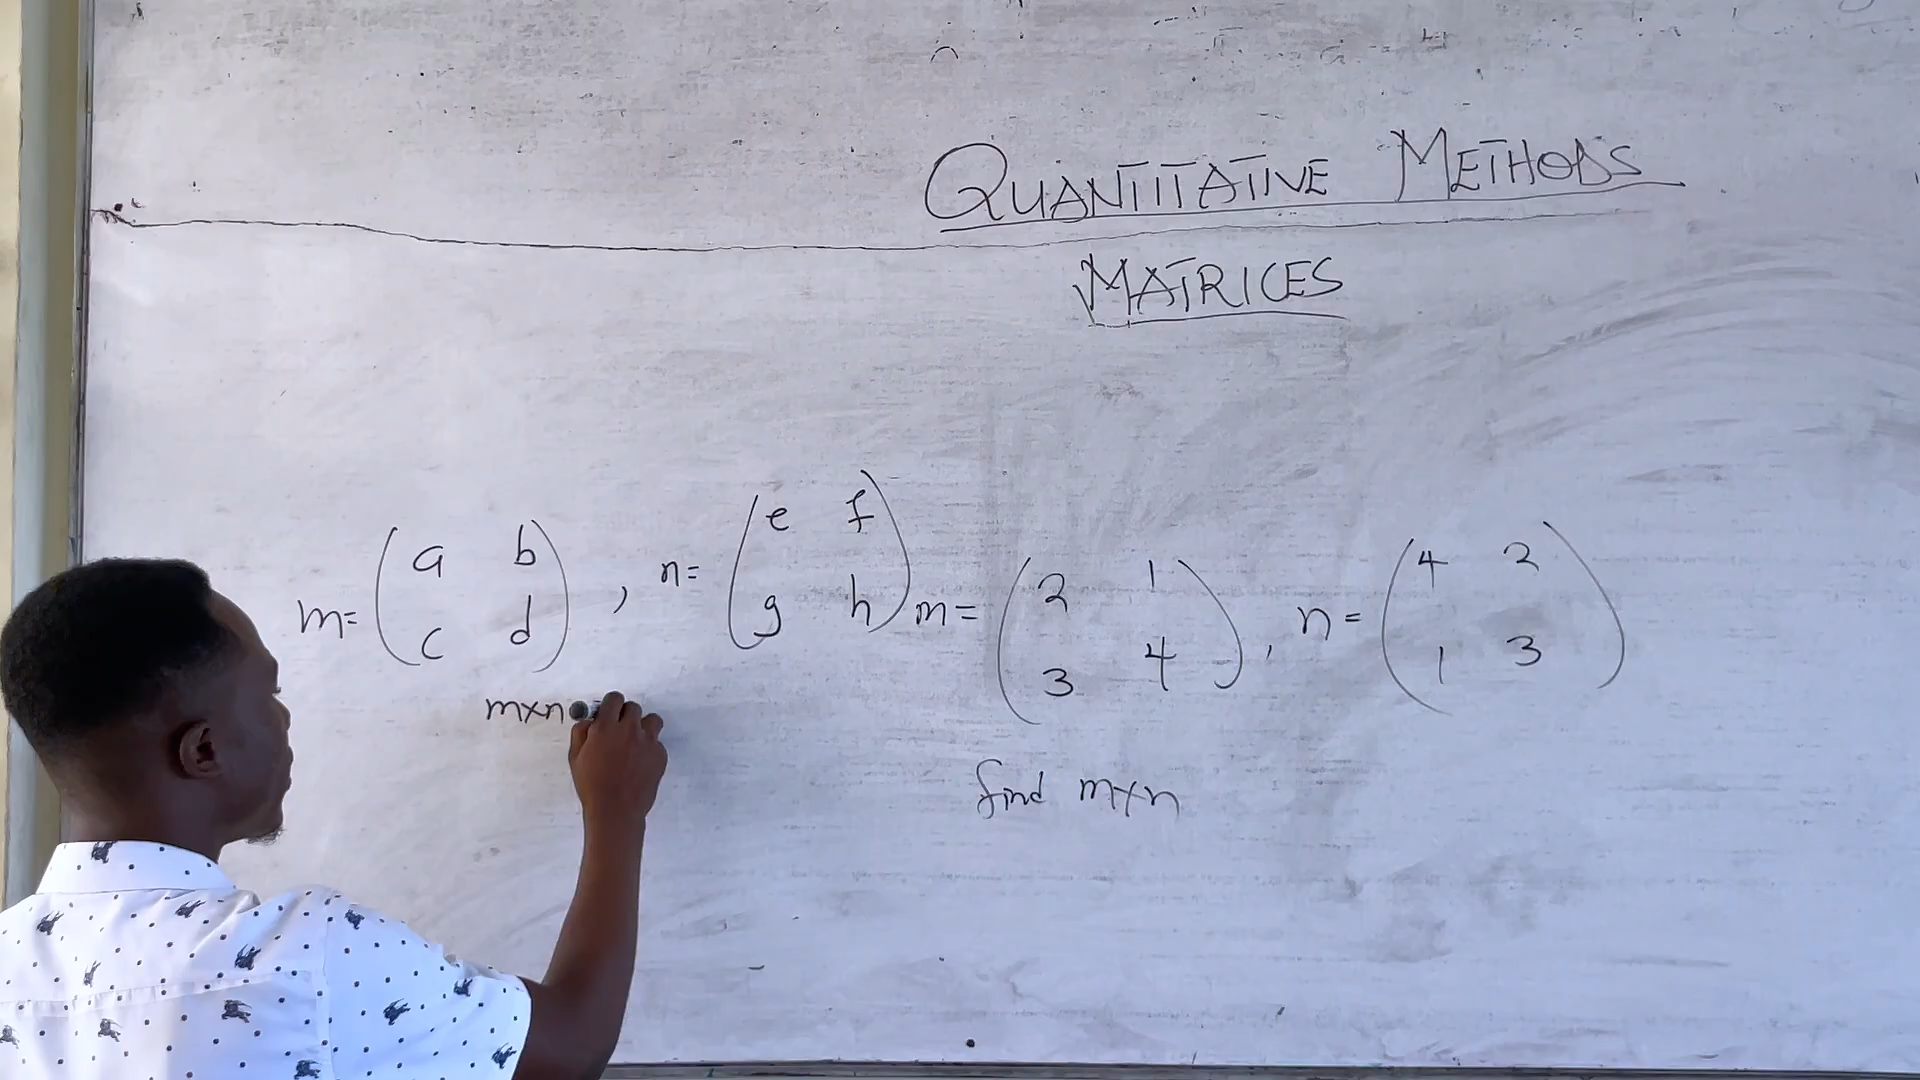 QUANTITATIVE METHODS
MATRICES
m= (a b
c d) , n= (e f
g h)
m= (2 1
3 4) , n= (4 2
1 3)
m×n =
find m×n